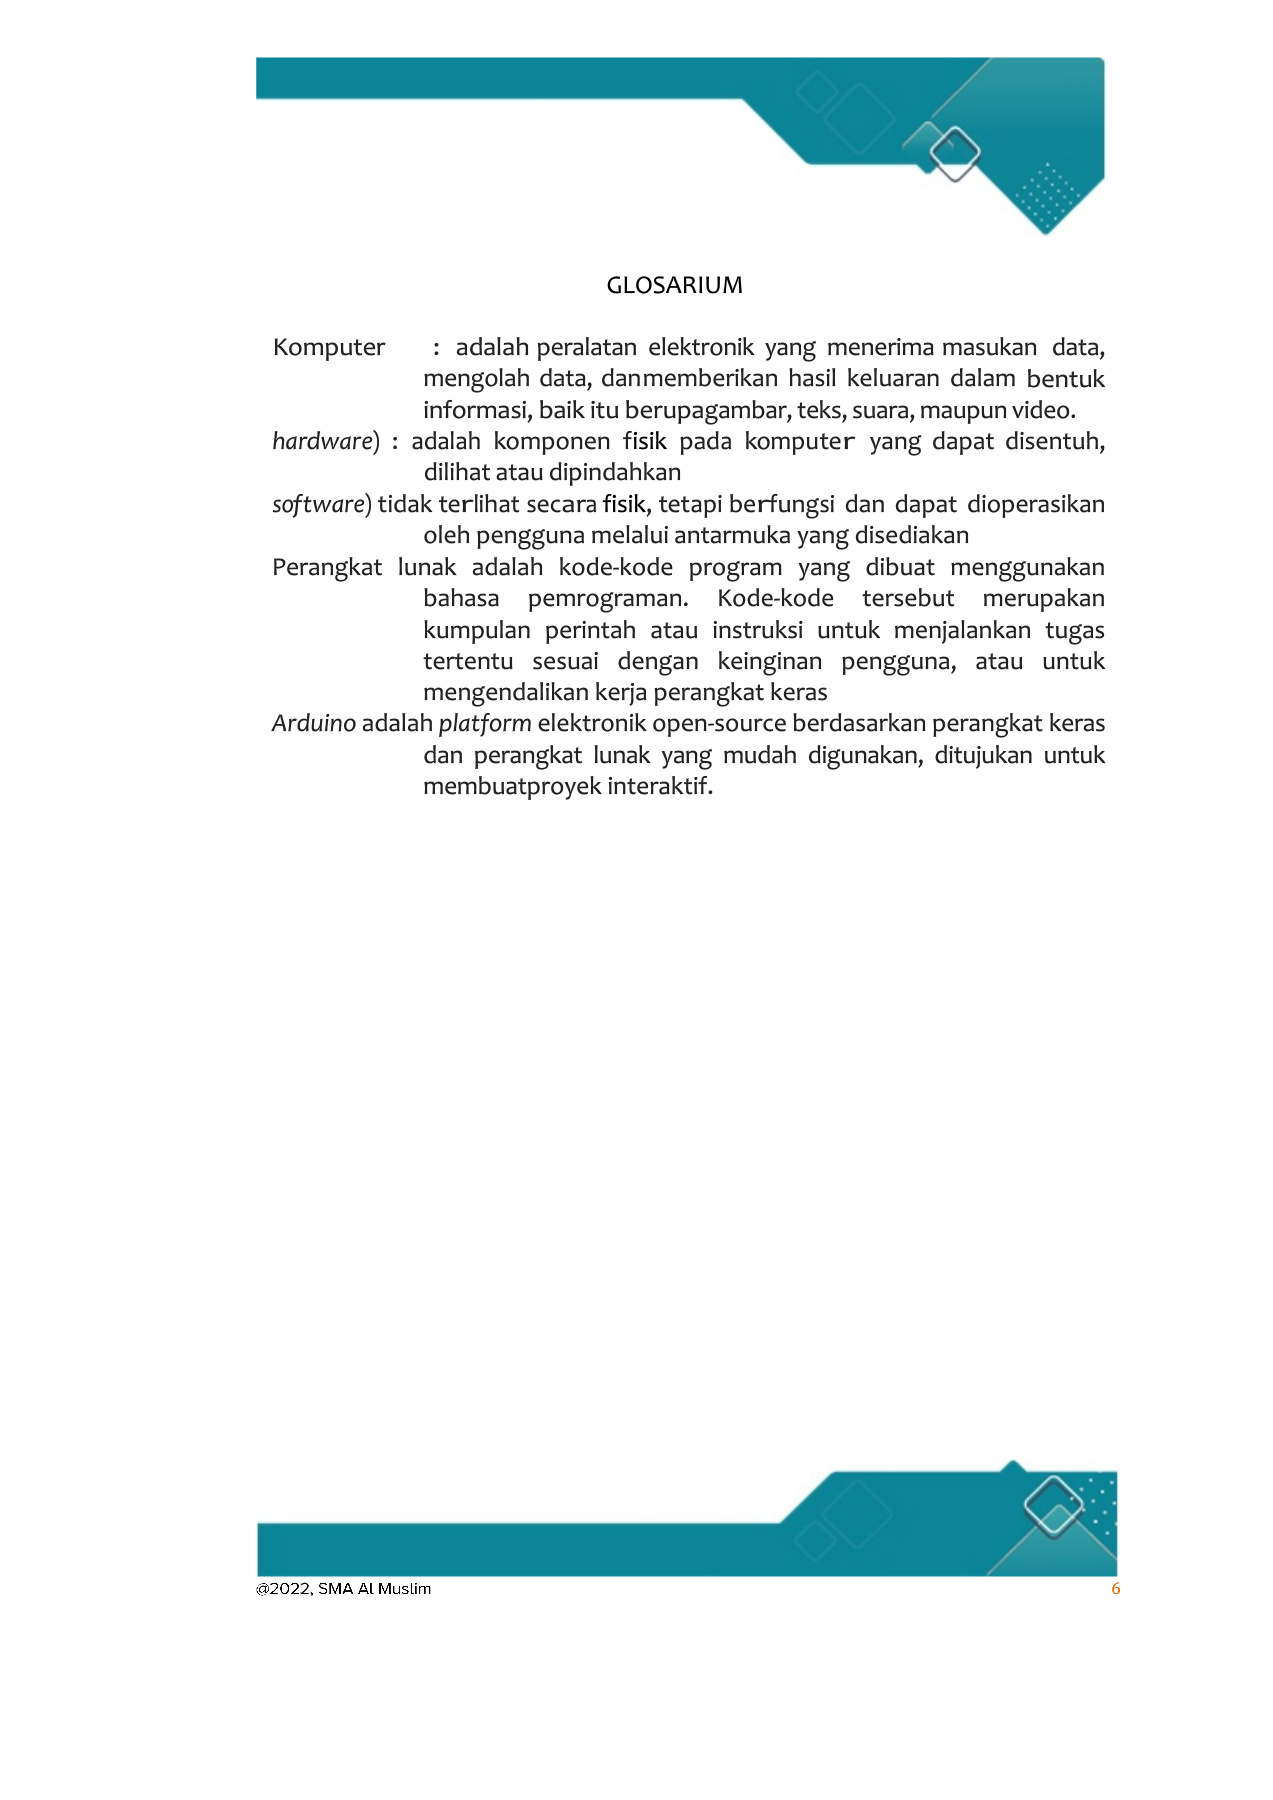 GLOSARIUM
Komputer : adalah peralatan elektronik yang menerima masukan data,
mengolah data, danmemberikan hasil keluaran dalam bentuk
informasi, baik itu berupagambar, teks, suara, maupun video.
hardware) : adalah komponen fisik pada komputer yang dapat disentuh,
dilihat atau dipindahkan
software) tidak terlihat secara fisik, tetapi berfungsi dan dapat dioperasikan
oleh pengguna melalui antarmuka yang disediakan
Perangkat lunak adalah kode-kode program yang dibuat menggunakan
bahasa pemrograman. Kode-kode tersebut merupakan
kumpulan perintah atau instruksi untuk menjalankan tugas
tertentu sesuai dengan keinginan pengguna, atau untuk
mengendalikan kerja perangkat keras
Arduino adalah platform elektronik open-source berdasarkan perangkat keras
dan perangkat lunak yang mudah digunakan, ditujukan untuk
membuatproyek interaktif.
@2022, SMA Al Muslim 6